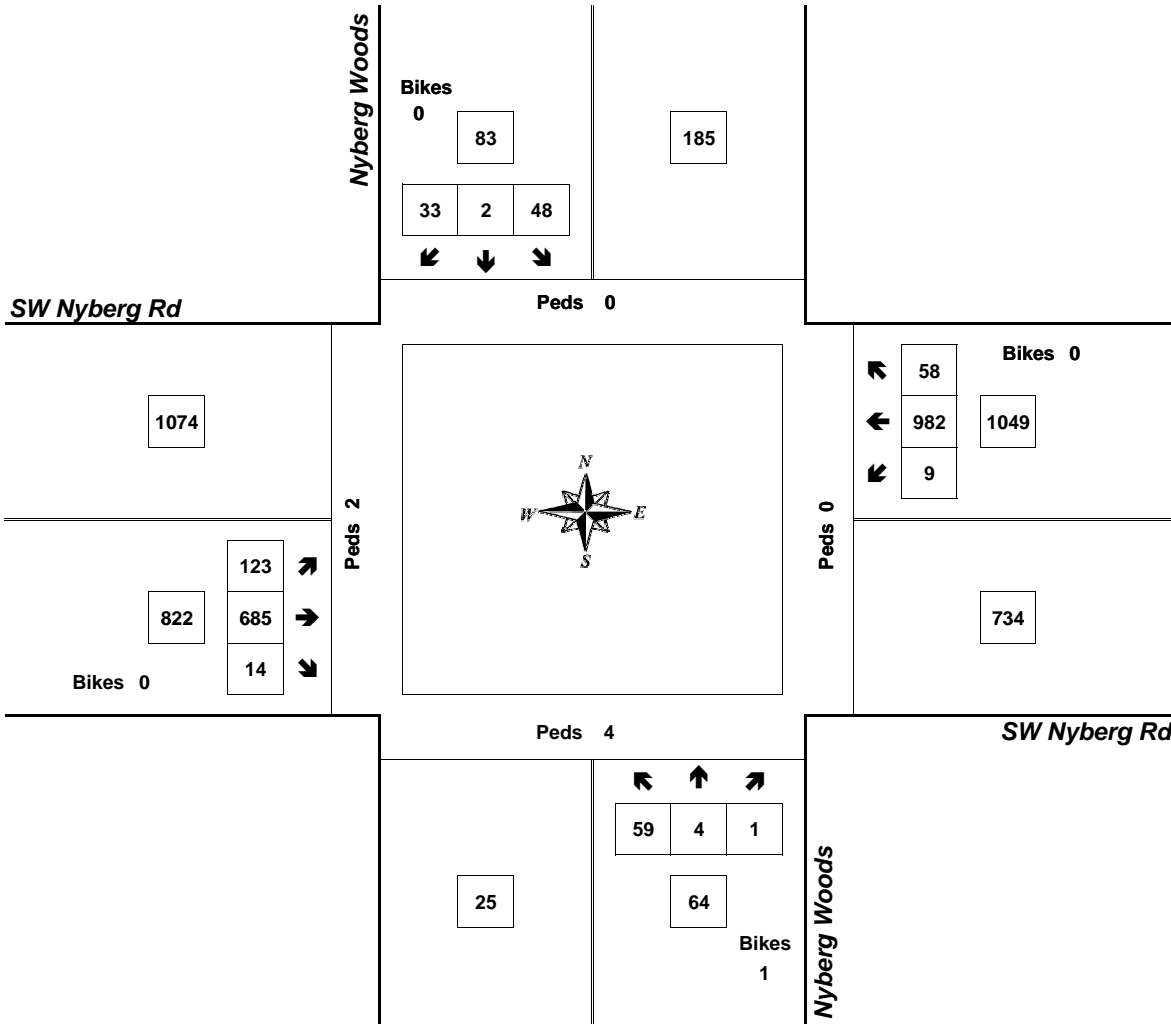 Nyberg Woods
Bikes
0
83
185
33 2 48
SW Nyberg Rd
Peds 0
58
Bikes 0
1074
982
1049
9
N
W E
S
Peds 2
Peds 0
123
822
685
734
14
Bikes 0
Peds 4
SW Nyberg Rd
59 4 1
25
64
Bikes
1
Nyberg Woods